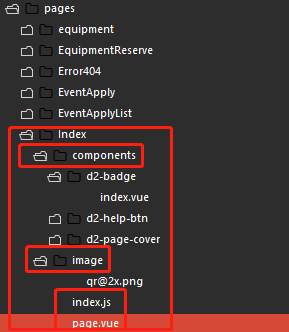 pages
equipment
EquipmentReserve
Error404
EventApply
EventApplyList
Index
components
d2-badge
index.vue
d2-help-btn
d2-page-cover
image
qr@2x.png
index.js
page.vue